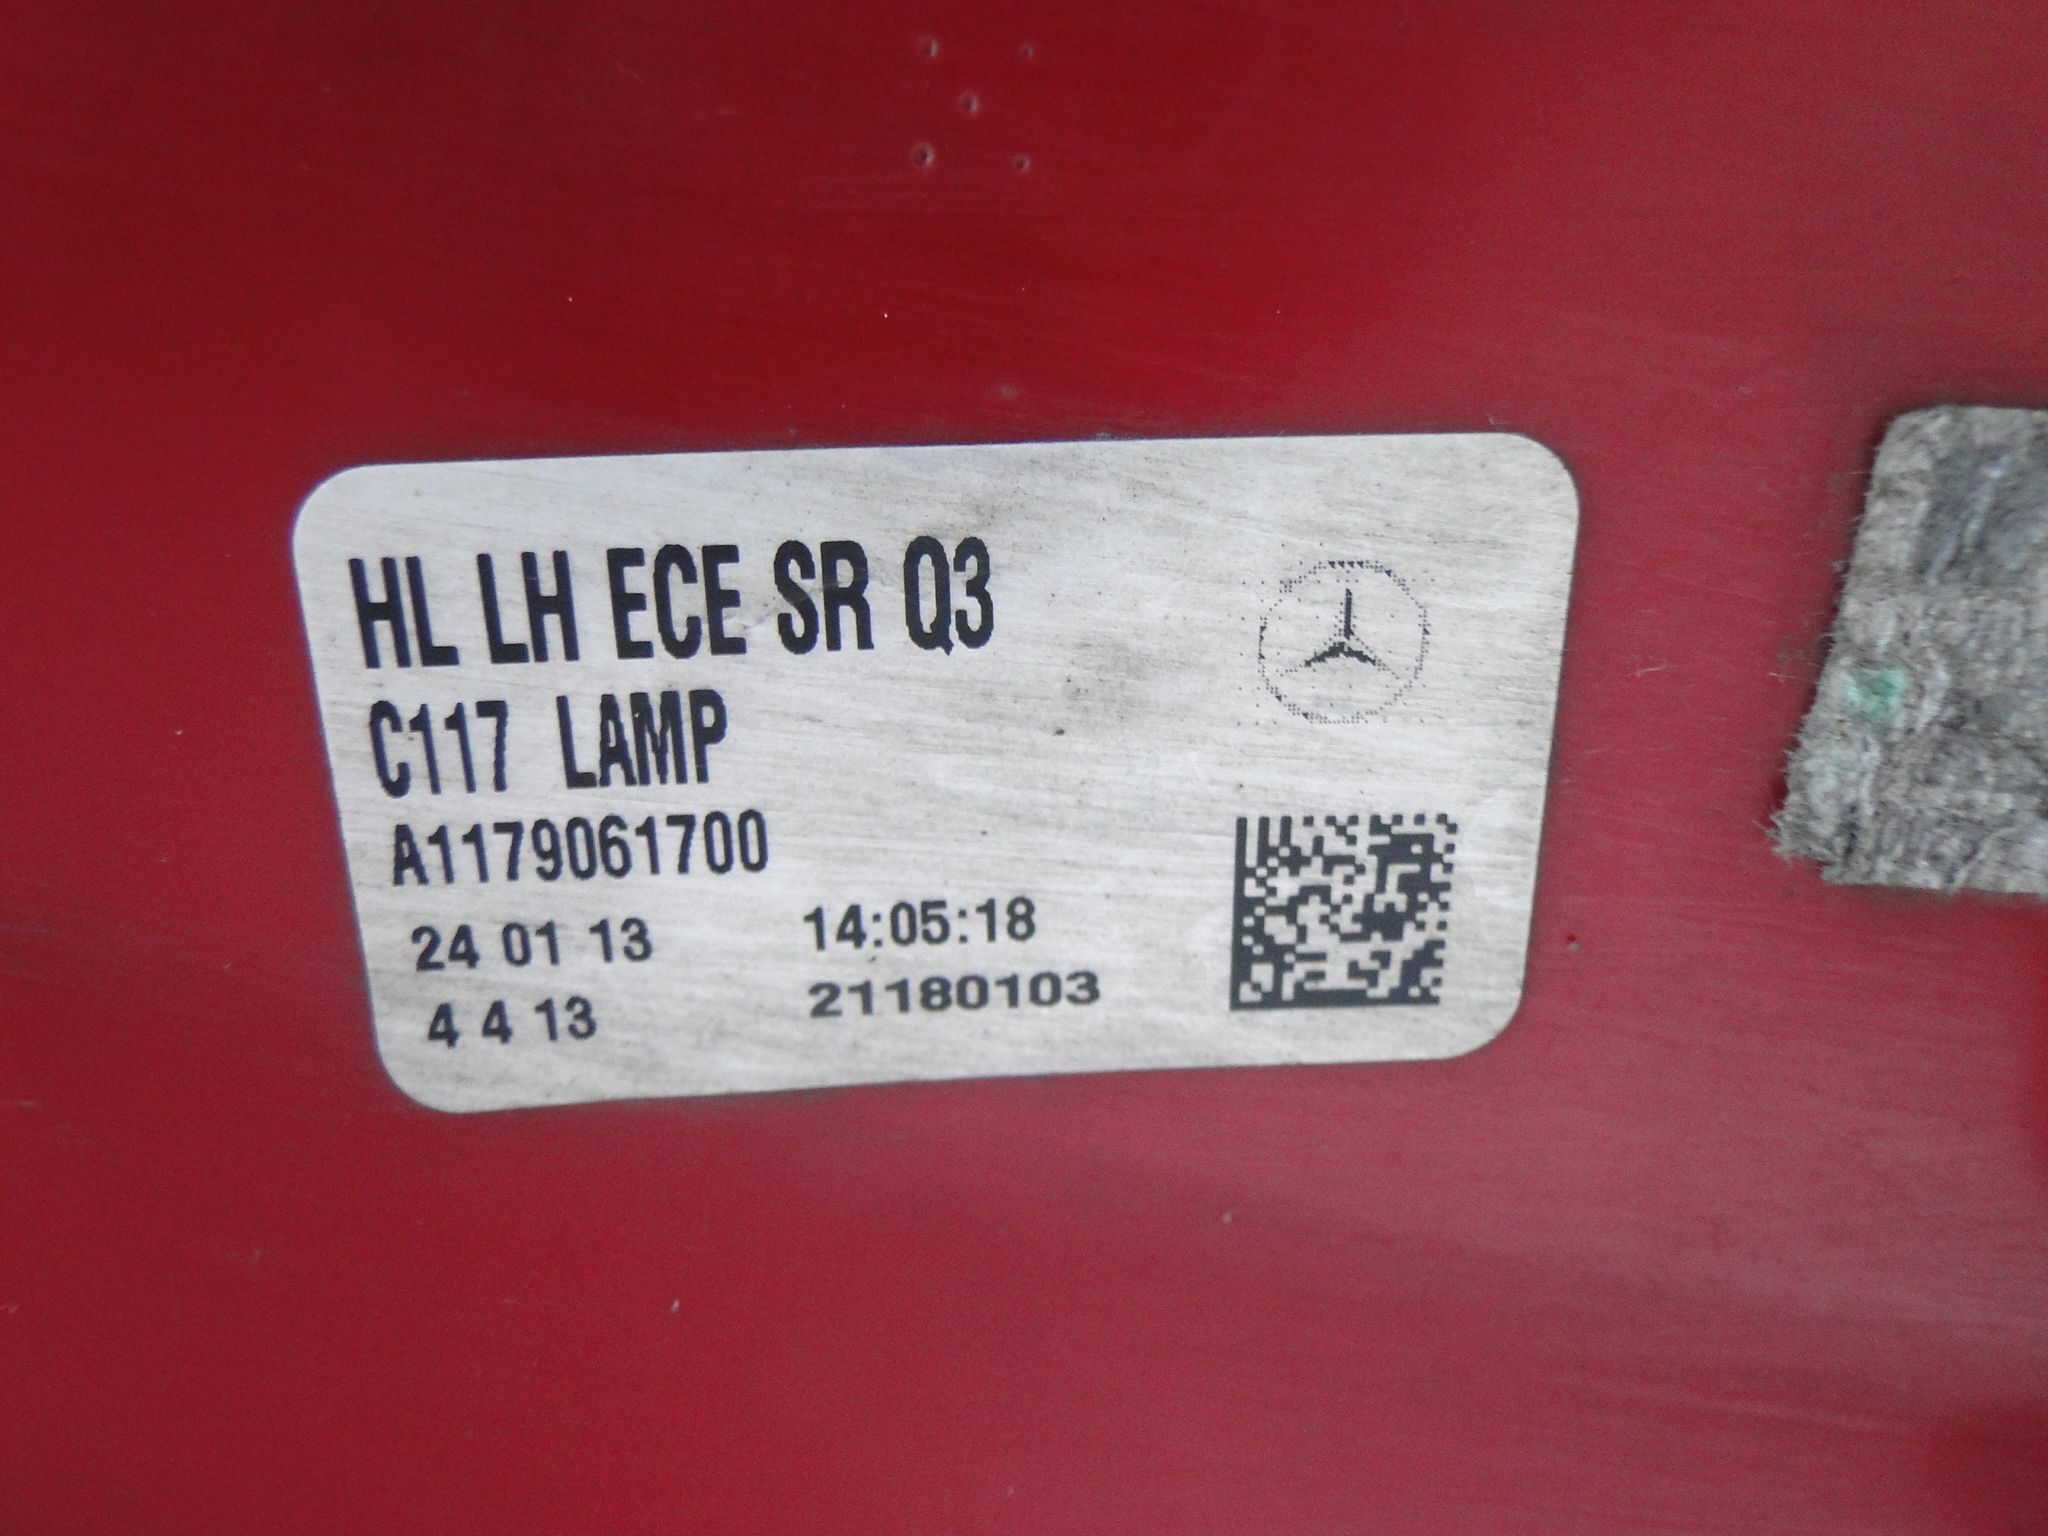 HL LH ECE SR Q3
C117 LAMP
A1179061700
24 01 13 14:05:18
4 4 13 21180103